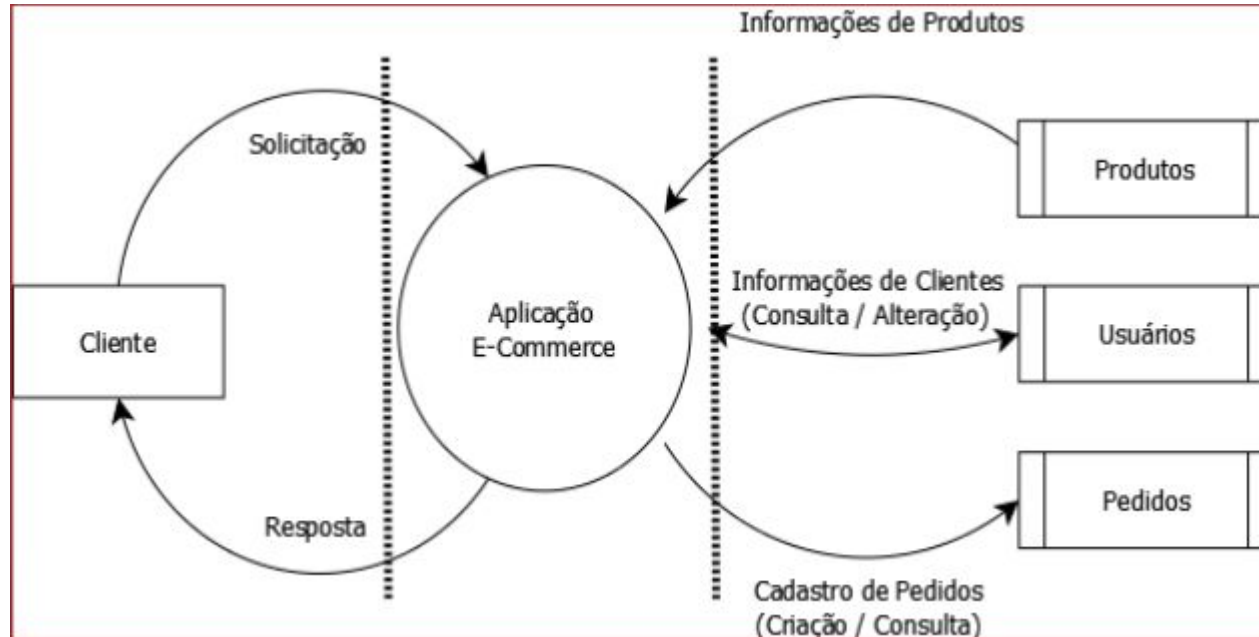 Informações de Produtos
Solicitação
Produtos
Cliente
Aplicação
E-Commerce
Informações de Clientes
(Consulta / Alteração)
Usuários
Resposta
Pedidos
Cadastro de Pedidos
(Criação / Consulta)